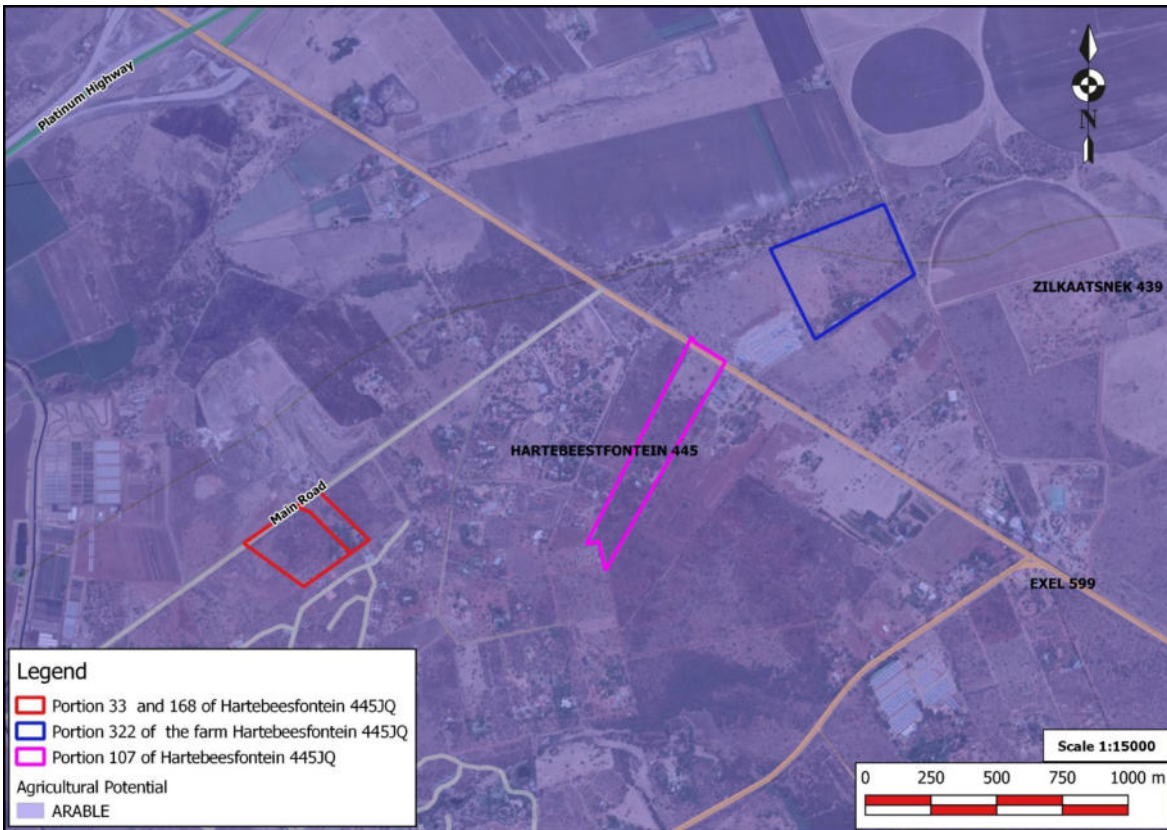 Platinum Highway
N
ZILKAATSNEK 439
HARTEBEESTFONTEIN 445
Main Road
EXEL 599
Legend
Portion 33 and 168 of Hartebeesfontein 445JQ
Portion 322 of the farm Hartebeesfontein 445JQ
Portion 107 of Hartebeesfontein 445JQ
Agricultural Potential
ARABLE
Scale 1:15000
0 250 500 750 1000 m